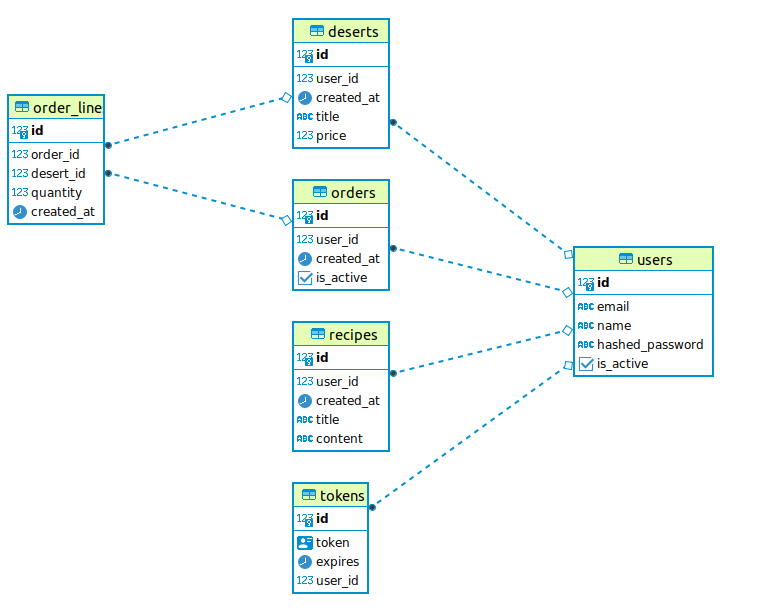 order_line
123 id
123 order_id
123 desert_id
123 quantity
created_at
deserts
123 id
123 user_id
created_at
ABC title
123 price
orders
123 id
123 user_id
created_at
is_active
recipes
123 id
123 user_id
created_at
ABC title
ABC content
tokens
123 id
token
expires
123 user_id
users
123 id
ABC email
ABC name
ABC hashed_password
is_active